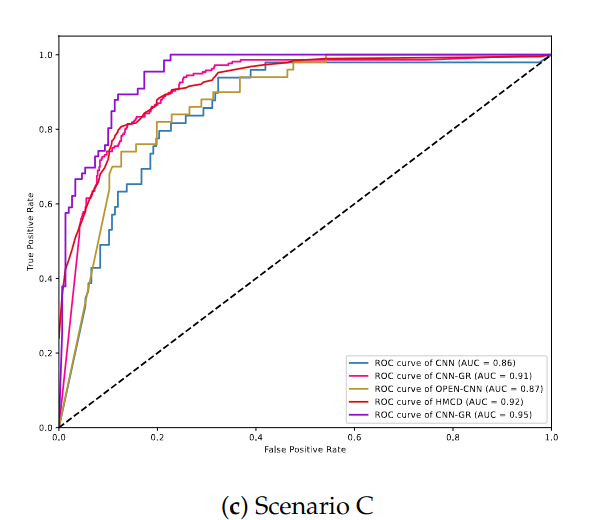 1.0
0.8
0.6
0.4
0.2
0.0
True Positive Rate
0.0 0.2 0.4 0.6 0.8 1.0
False Positive Rate
ROC curve of CNN (AUC = 0.86)
ROC curve of CNN-GR (AUC = 0.91)
ROC curve of OPEN-CNN (AUC = 0.87)
ROC curve of HMCD (AUC = 0.92)
ROC curve of CNN-GR (AUC = 0.95)
(c) Scenario C